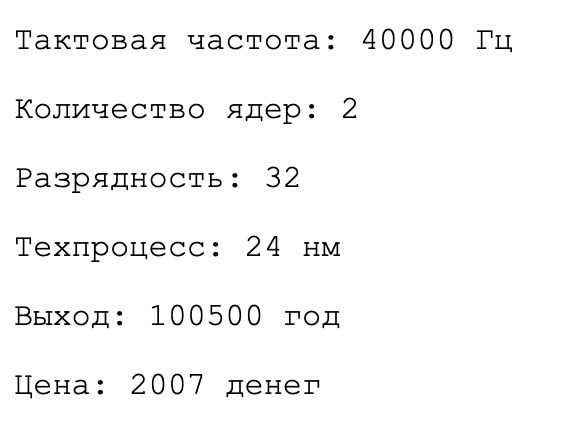 Тактовая частота: 40000 Гц
Количество ядер: 2
Разрядность: 32
Техпроцесс: 24 нм
Выход: 100500 год
Цена: 2007 денег